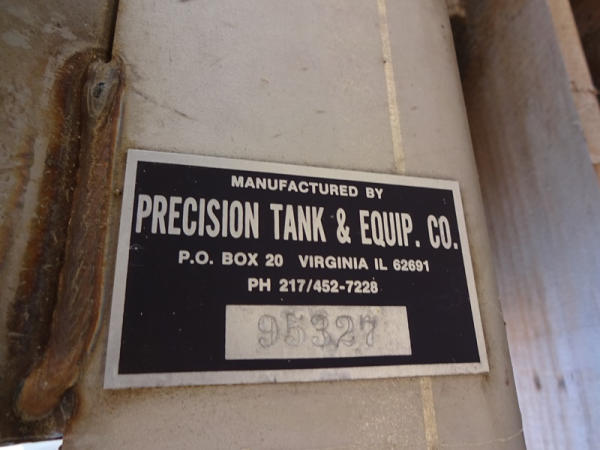 MANUFACTURED BY
PRECISION TANK & EQUIP. CO.
P.O. BOX 20 VIRGINIA IL 62691
PH 217/452-7228
95327